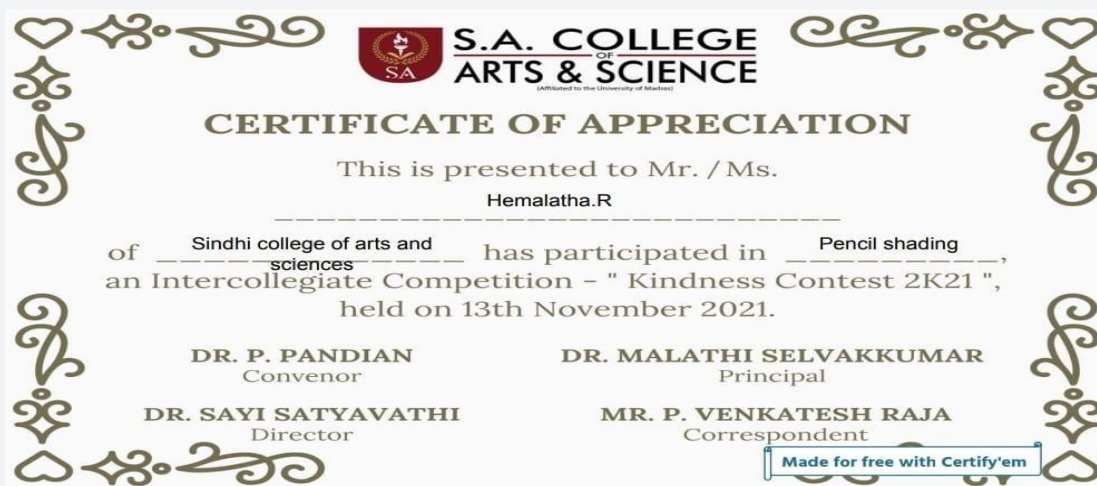 SA
S.A. COLLEGE
OF
ARTS & SCIENCE
(Affiliated to the University of Madras)
CERTIFICATE OF APPRECIATION
This is presented to Mr. / Ms.
Hemalatha.R
of Sindhi college of arts and sciences has participated in Pencil shading,
an Intercollegiate Competition - " Kindness Contest 2K21 ",
held on 13th November 2021.
DR. P. PANDIAN DR. MALATHI SELVAKKUMAR
Convenor Principal
DR. SAYI SATYAVATHI MR. P. VENKATESH RAJA
Director Correspondent
Made for free with Certify'em